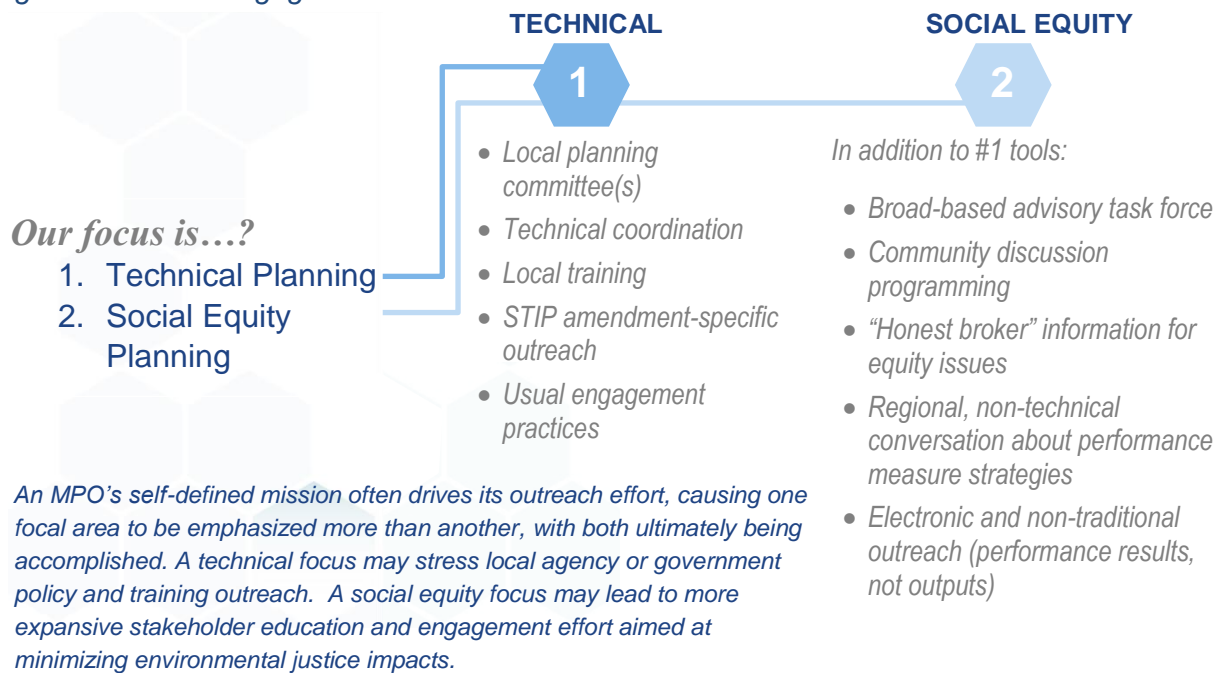 TECHNICAL
SOCIAL EQUITY
1
2
Our focus is…?
1. Technical Planning
2. Social Equity
Planning
• Local planning
committee(s)
• Technical coordination
• Local training
• STIP amendment-specific
outreach
• Usual engagement
practices
In addition to #1 tools:
• Broad-based advisory task force
• Community discussion
programming
• “Honest broker” information for
equity issues
• Regional, non-technical
conversation about performance
measure strategies
• Electronic and non-traditional
outreach (performance results,
not outputs)
An MPO’s self-defined mission often drives its outreach effort, causing one
focal area to be emphasized more than another, with both ultimately being
accomplished. A technical focus may stress local agency or government
policy and training outreach.  A social equity focus may lead to more
expansive stakeholder education and engagement effort aimed at
minimizing environmental justice impacts.